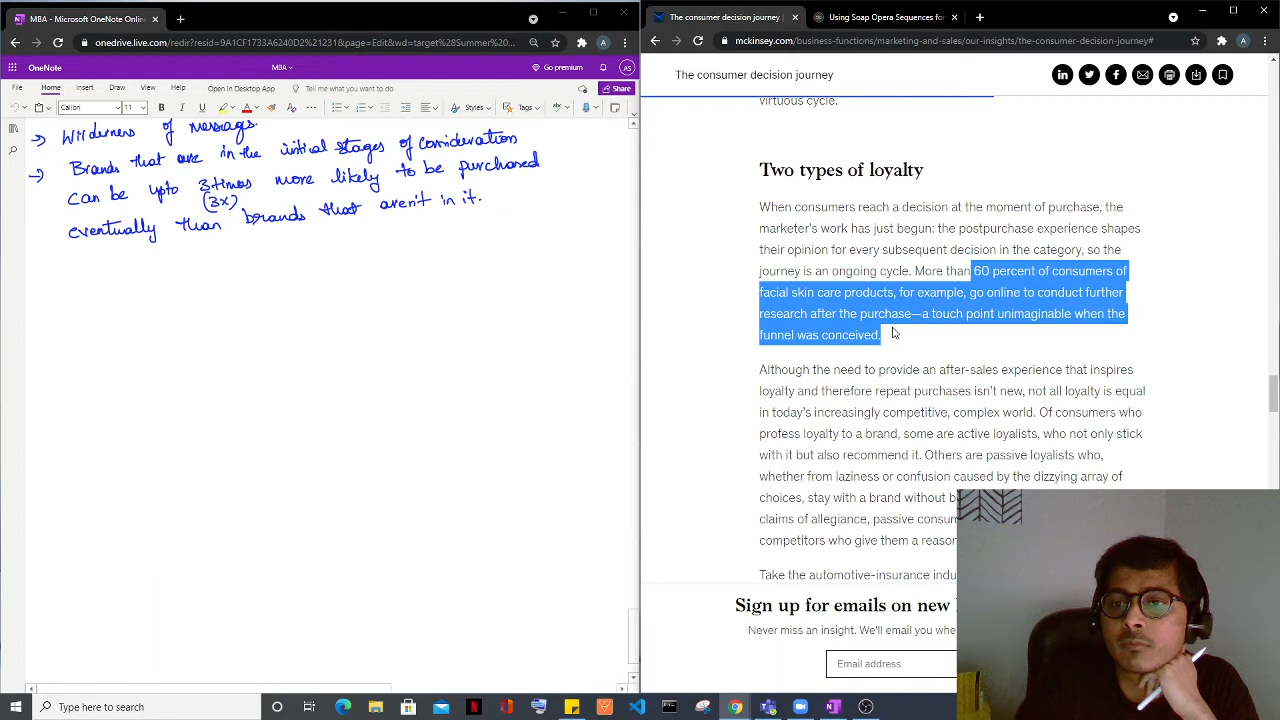 MBA - Microsoft OneNote Online
onedrive.live.com/redir?resid=9A1CF1733A6240D2%21231&page=Edit&wd=target%28Summer%2...
A
OneNote
MBA
Go premium
AS
File Home Insert Draw View Help Open In Desktop App Tell me what you want to do Share
Calibri 11 B I U A Styles Tags
→ Wilderness of messages.
→ Brands that are in the initial stages of consideration
can be upto 3 times more likely to be purchased
(3x)
eventually than brands that aren't in it.
The consumer decision journey
Using Soap Opera Sequences for
mckinsey.com/business-functions/marketing-and-sales/our-insights/the-consumer-decision-journey#
A
The consumer decision journey
virtuous cycle.
Two types of loyalty
When consumers reach a decision at the moment of purchase, the
marketer's work has just begun: the postpurchase experience shapes
their opinion for every subsequent decision in the category, so the
journey is an ongoing cycle. More than 60 percent of consumers of
facial skin care products, for example, go online to conduct further
research after the purchase—a touch point unimaginable when the
funnel was conceived.
Although the need to provide an after-sales experience that inspires
loyalty and therefore repeat purchases isn't new, not all loyalty is equal
in today's increasingly competitive, complex world. Of consumers who
profess loyalty to a brand, some are active loyalists, who not only stick
with it but also recommend it. Others are passive loyalists who,
whether from laziness or confusion caused by the dizzying array of
choices, stay with a brand without b
claims of allegiance, passive consum
competitors who give them a reason
Take the automotive-insurance indu
Sign up for emails on new
Never miss an insight. We'll email you whe
Email address
Type here to search